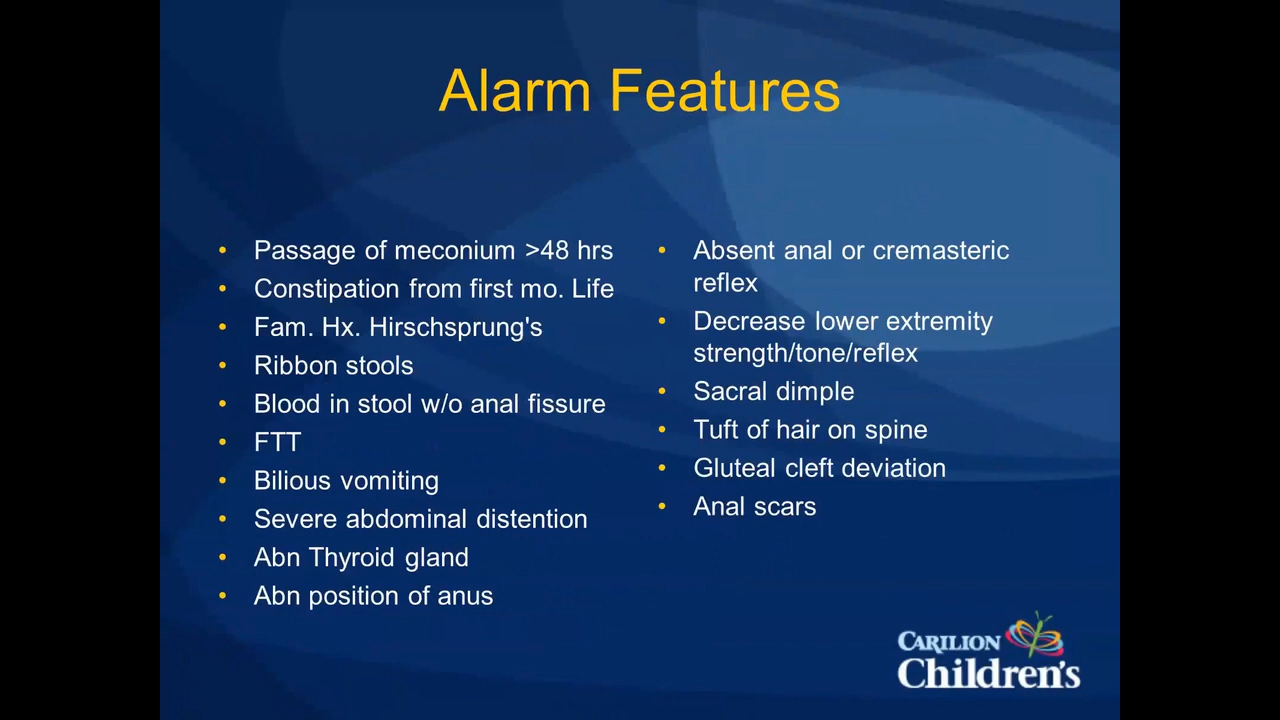 Alarm Features
• Passage of meconium >48 hrs
• Constipation from first mo. Life
• Fam. Hx. Hirschsprung's
• Ribbon stools
• Blood in stool w/o anal fissure
• FTT
• Bilious vomiting
• Severe abdominal distention
• Abn Thyroid gland
• Abn position of anus
• Absent anal or cremasteric
reflex
• Decrease lower extremity
strength/tone/reflex
• Sacral dimple
• Tuft of hair on spine
• Gluteal cleft deviation
• Anal scars
CARILION
Children's